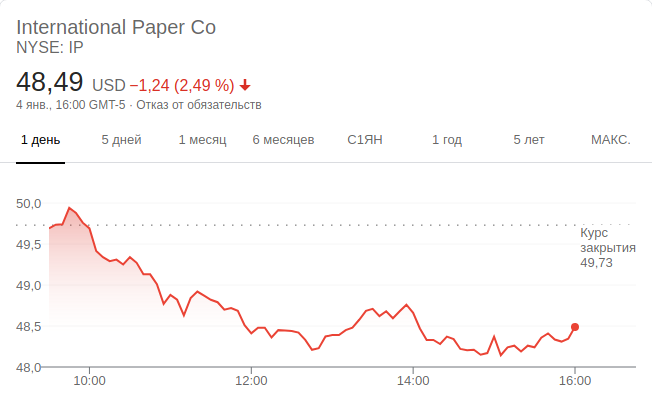 International Paper Co
NYSE: IP
48,49 USD −1,24 (2,49 %)
4 янв., 16:00 GMT-5 · Отказ от обязательств
1 день 5 дней 1 месяц 6 месяцев С1ЯН 1 год 5 лет МАКС.
50,0
49,5
49,0
48,5
48,0
Курс
закрытия
49,73
10:00 12:00 14:00 16:00